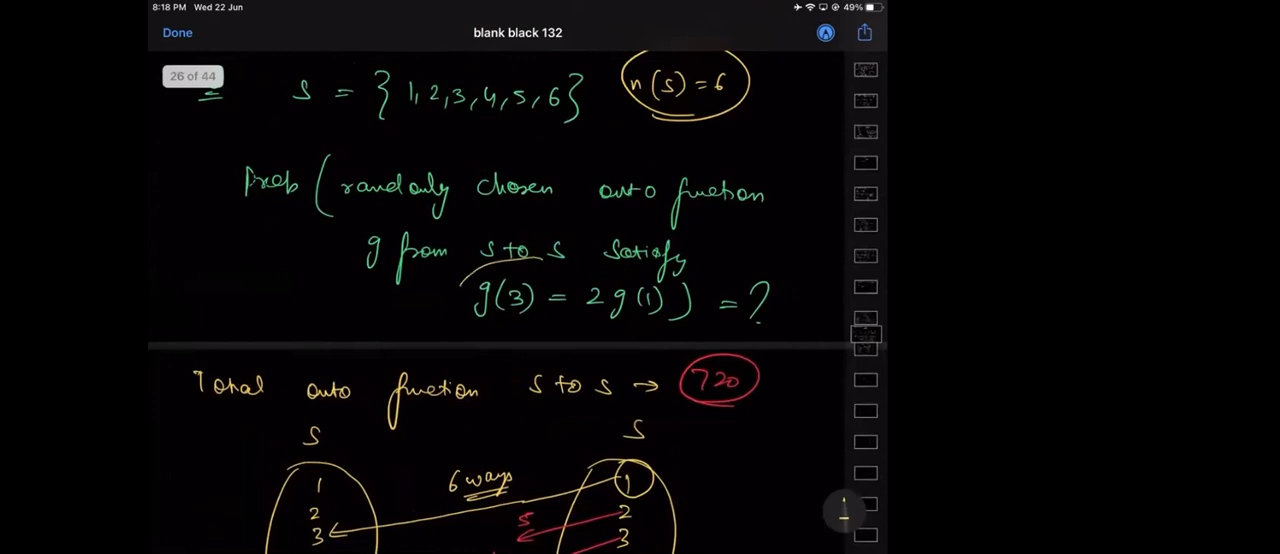 8:18 PM Wed 22 Jun
49%
Done
blank black 132
26 of 44
S = {1,2,3,4,5,6}
n(S) = 6
Prob (randomly chosen onto function
g from S to S satisfy
g(3) = 2g(1)) = ?
Total onto function S to S → 720
S S
1 6 ways 1
2 5 2
3 3